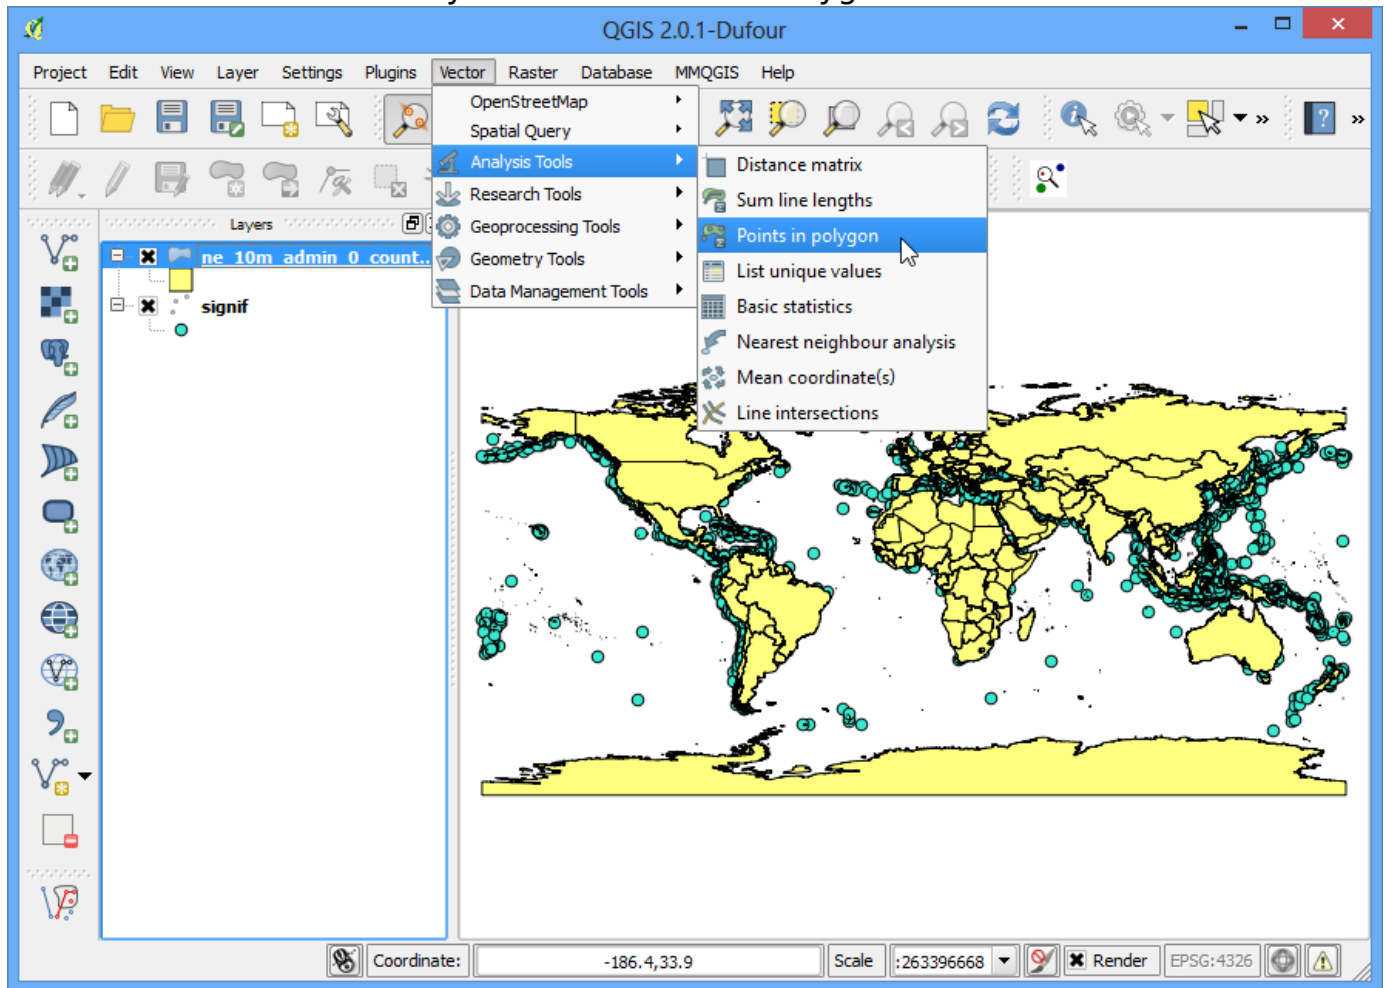 QGIS 2.0.1-Dufour
Project Edit View Layer Settings Plugins Vector Raster Database MMQGIS Help
OpenStreetMap
Spatial Query
Analysis Tools
Research Tools
Geoprocessing Tools
Geometry Tools
Data Management Tools
Distance matrix
Sum line lengths
Points in polygon
List unique values
Basic statistics
Nearest neighbour analysis
Mean coordinate(s)
Line intersections
Layers
ne_10m_admin_0_count...
signif
Coordinate: -186.4,33.9 Scale :263396668 Render EPSG:4326